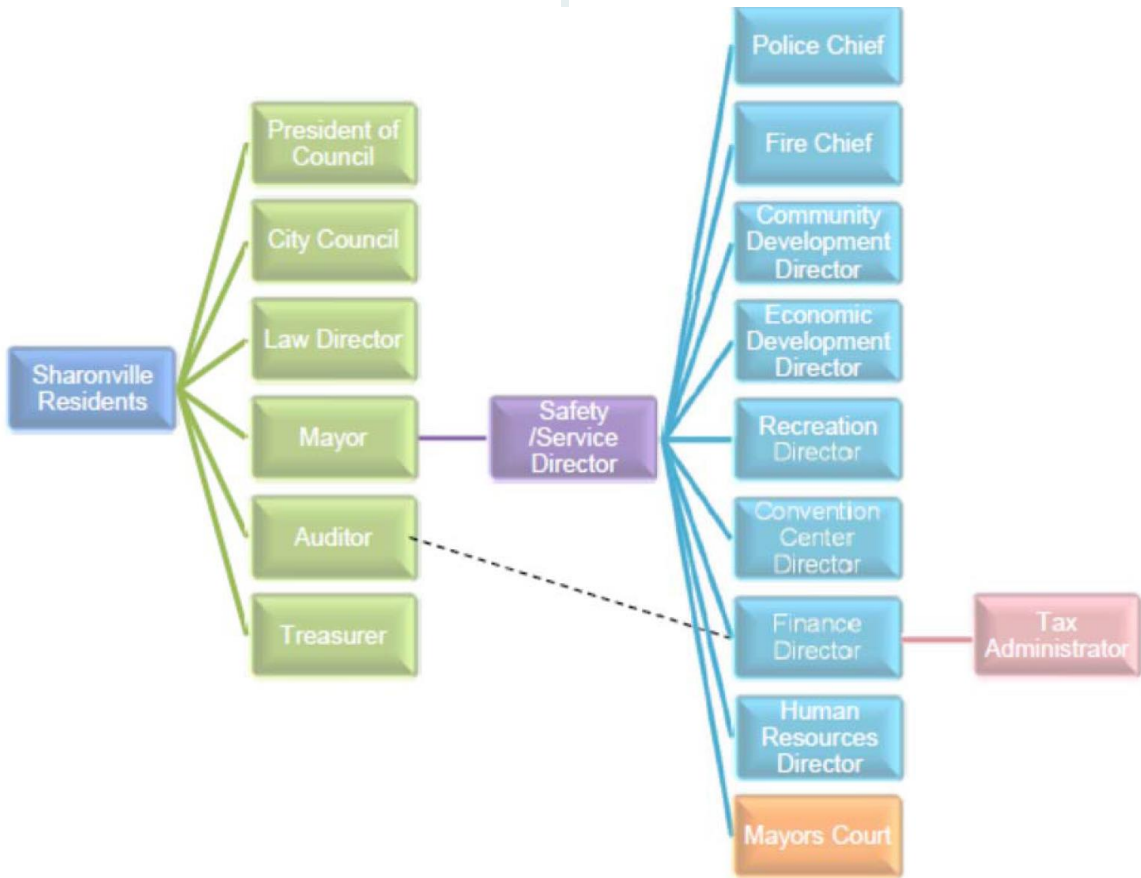 Sharonville
Residents
President of
Council
City Council
Law Director
Mayor
Auditor
Treasurer
Safety
/Service
Director
Police Chief
Fire Chief
Community
Development
Director
Economic
Development
Director
Recreation
Director
Convention
Center
Director
Finance
Director
Human
Resources
Director
Mayors Court
Tax
Administrator